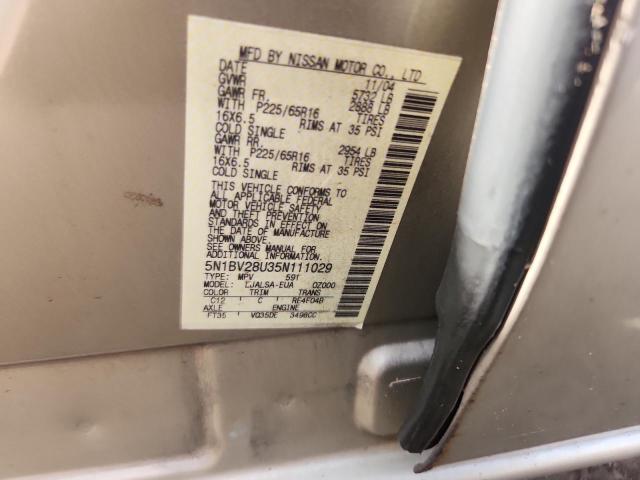 MFD BY NISSAN MOTOR CO., LTD
DATE 11/04
GVWR 5732 LB
GAWR FR. 2888 LB
WITH P225/65R16 TIRES
16X6.5 RIMS AT 35 PSI
COLD SINGLE
GAWR RR. 2954 LB
WITH P225/65R16 TIRES
16X6.5 RIMS AT 35 PSI
COLD SINGLE
THIS VEHICLE CONFORMS TO
ALL APPLICABLE FEDERAL
MOTOR VEHICLE SAFETY
AND THEFT PREVENTION
STANDARDS IN EFFECT
ON THE DATE OF MANUFACTURE
SHOWN ABOVE.
SEE OWNERS MANUAL FOR
ADDITIONAL INFORMATION.
5N1BV28U35N111029
TYPE: MPV 59T
MODEL: TJALSA-EUA 0Z000
COLOR TRIM TRANS
C12 C RE4F04B
AXLE ENGINE
FT35 VQ35DE 3498CC